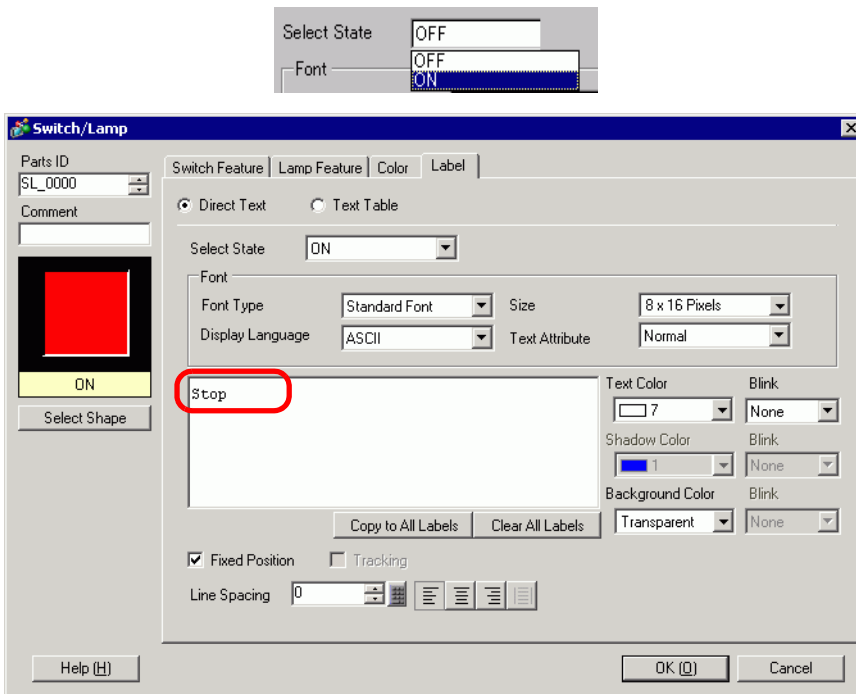 Select State OFF
OFF
Font ON
Switch/Lamp
Parts ID
SL_0000
Comment
ON
Select Shape
Switch Feature Lamp Feature Color Label
Direct Text Text Table
Select State ON
Font
Font Type Standard Font Size 8 x 16 Pixels
Display Language ASCII Text Attribute Normal
Stop
Text Color Blink
7 None
Shadow Color Blink
1 None
Background Color Blink
Transparent None
Copy to All Labels Clear All Labels
Fixed Position Tracking
Line Spacing 0
Help (H) OK (O) Cancel